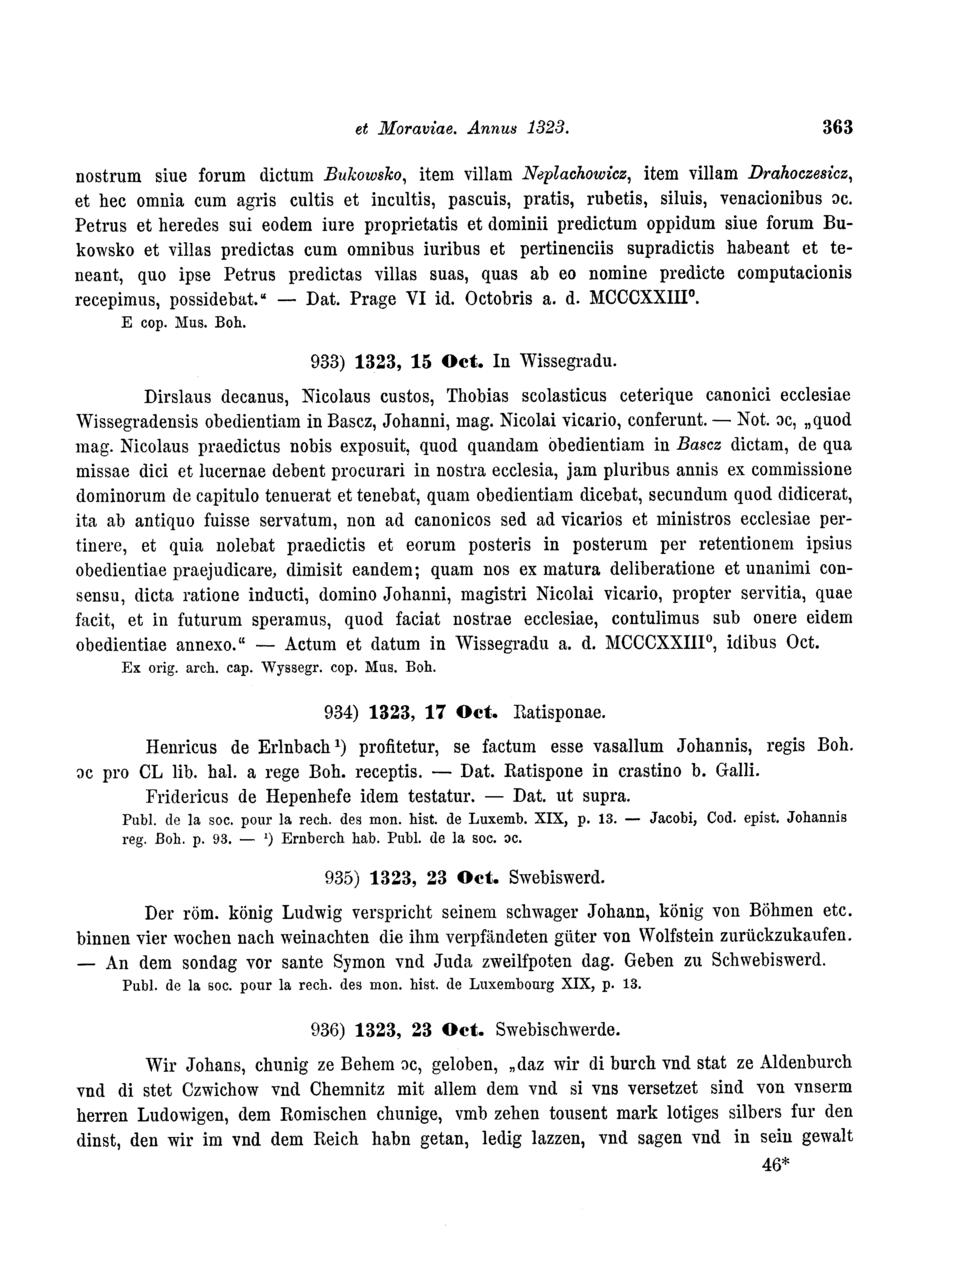 et Moraviae. Annus 1323. 363
nostrum siue forum dictum Bukowsko, item villam Neplachowicz, item villam Drahoczesicz,
et hec omnia cum agris cultis et incultis, pascuis, pratis, rubetis, siluis, venacionibus ɔc.
Petrus et heredes sui eodem iure proprietatis et dominii predictum oppidum siue forum Bu-
kowsko et villas predictas cum omnibus iuribus et pertinenciis supradictis habeant et te-
neant, quo ipse Petrus predictas villas suas, quas ab eo nomine predicte computacionis
recepimus, possidebat.“ — Dat. Prage VI id. Octobris a. d. MCCCXXIII⁰.
E cop. Mus. Boh.
933) 1323, 15 Oct. In Wissegradu.
Dirslaus decanus, Nicolaus custos, Thobias scolasticus ceterique canonici ecclesiae
Wissegradensis obedientiam in Bascz, Johanni, mag. Nicolai vicario, conferunt. — Not. ɔc, „quod
mag. Nicolaus praedictus nobis exposuit, quod quandam obedientiam in Bascz dictam, de qua
missae dici et lucernae debent procurari in nostra ecclesia, jam pluribus annis ex commissione
dominorum de capitulo tenuerat et tenebat, quam obedientiam dicebat, secundum quod didicerat,
ita ab antiquo fuisse servatum, non ad canonicos sed ad vicarios et ministros ecclesiae per-
tinere, et quia nolebat praedictis et eorum posteris in posterum per retentionem ipsius
obedientiae praejudicare, dimisit eandem; quam nos ex matura deliberatione et unanimi con-
sensu, dicta ratione inducti, domino Johanni, magistri Nicolai vicario, propter servitia, quae
facit, et in futurum speramus, quod faciat nostrae ecclesiae, contulimus sub onere eidem
obedientiae annexo.“ — Actum et datum in Wissegradu a. d. MCCCXXIII⁰, idibus Oct.
Ex orig. arch. cap. Wyssegr. cop. Mus. Boh.
934) 1323, 17 Oct. Ratisponae.
Henricus de Erlnbach ¹) profitetur, se factum esse vasallum Johannis, regis Boh.
ɔc pro CL lib. hal. a rege Boh. receptis. — Dat. Ratispone in crastino b. Galli.
Fridericus de Hepenhefe idem testatur. — Dat. ut supra.
Publ. de la soc. pour la rech. des mon. hist. de Luxemb. XIX, p. 13. — Jacobi, Cod. epist. Johannis
reg. Boh. p. 93. — ¹) Ernberch hab. Publ. de la soc. ɔc.
935) 1323, 23 Oct. Swebiswerd.
Der röm. könig Ludwig verspricht seinem schwager Johann, könig von Böhmen etc.
binnen vier wochen nach weinachten die ihm verpfändeten güter von Wolfstein zurückzukaufen.
— An dem sondag vor sante Symon vnd Juda zweilfpoten dag. Geben zu Schwebiswerd.
Publ. de la soc. pour la rech. des mon. hist. de Luxembourg XIX, p. 13.
936) 1323, 23 Oct. Swebischwerde.
Wir Johans, chunig ze Behem ɔc, geloben, „daz wir di burch vnd stat ze Aldenburch
vnd di stet Czwichow vnd Chemnitz mit allem dem vnd si vns versetzet sind von vnserm
herren Ludowigen, dem Romischen chunige, vmb zehen tousent mark lotiges silbers fur den
dinst, den wir im vnd dem Reich habn getan, ledig lazzen, vnd sagen vnd in sein gewalt
46*